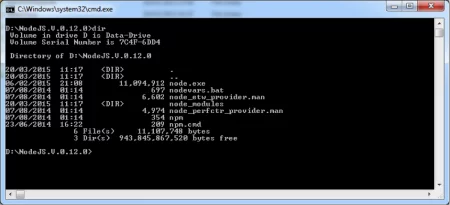 C:\Windows\system32\cmd.exe
D:\NodeJS.V.0.12.0>dir
Volume in drive D is Data-Drive
Volume Serial Number is 7C4F-6DD4
Directory of D:\NodeJS.V.0.12.0
20/03/2015 11:17 <DIR> .
20/03/2015 11:17 <DIR> ..
06/02/2015 21:08 11,094,912 node.exe
07/08/2014 01:14 697 nodevars.bat
07/08/2014 01:14 6,602 node_etw_provider.man
20/03/2015 11:17 <DIR> node_modules
07/08/2014 01:14 4,974 node_perfctr_provider.man
07/08/2014 01:14 354 npm
23/06/2014 16:22 209 npm.cmd
6 File(s) 11,107,748 bytes
3 Dir(s) 943,845,867,520 bytes free
D:\NodeJS.V.0.12.0>